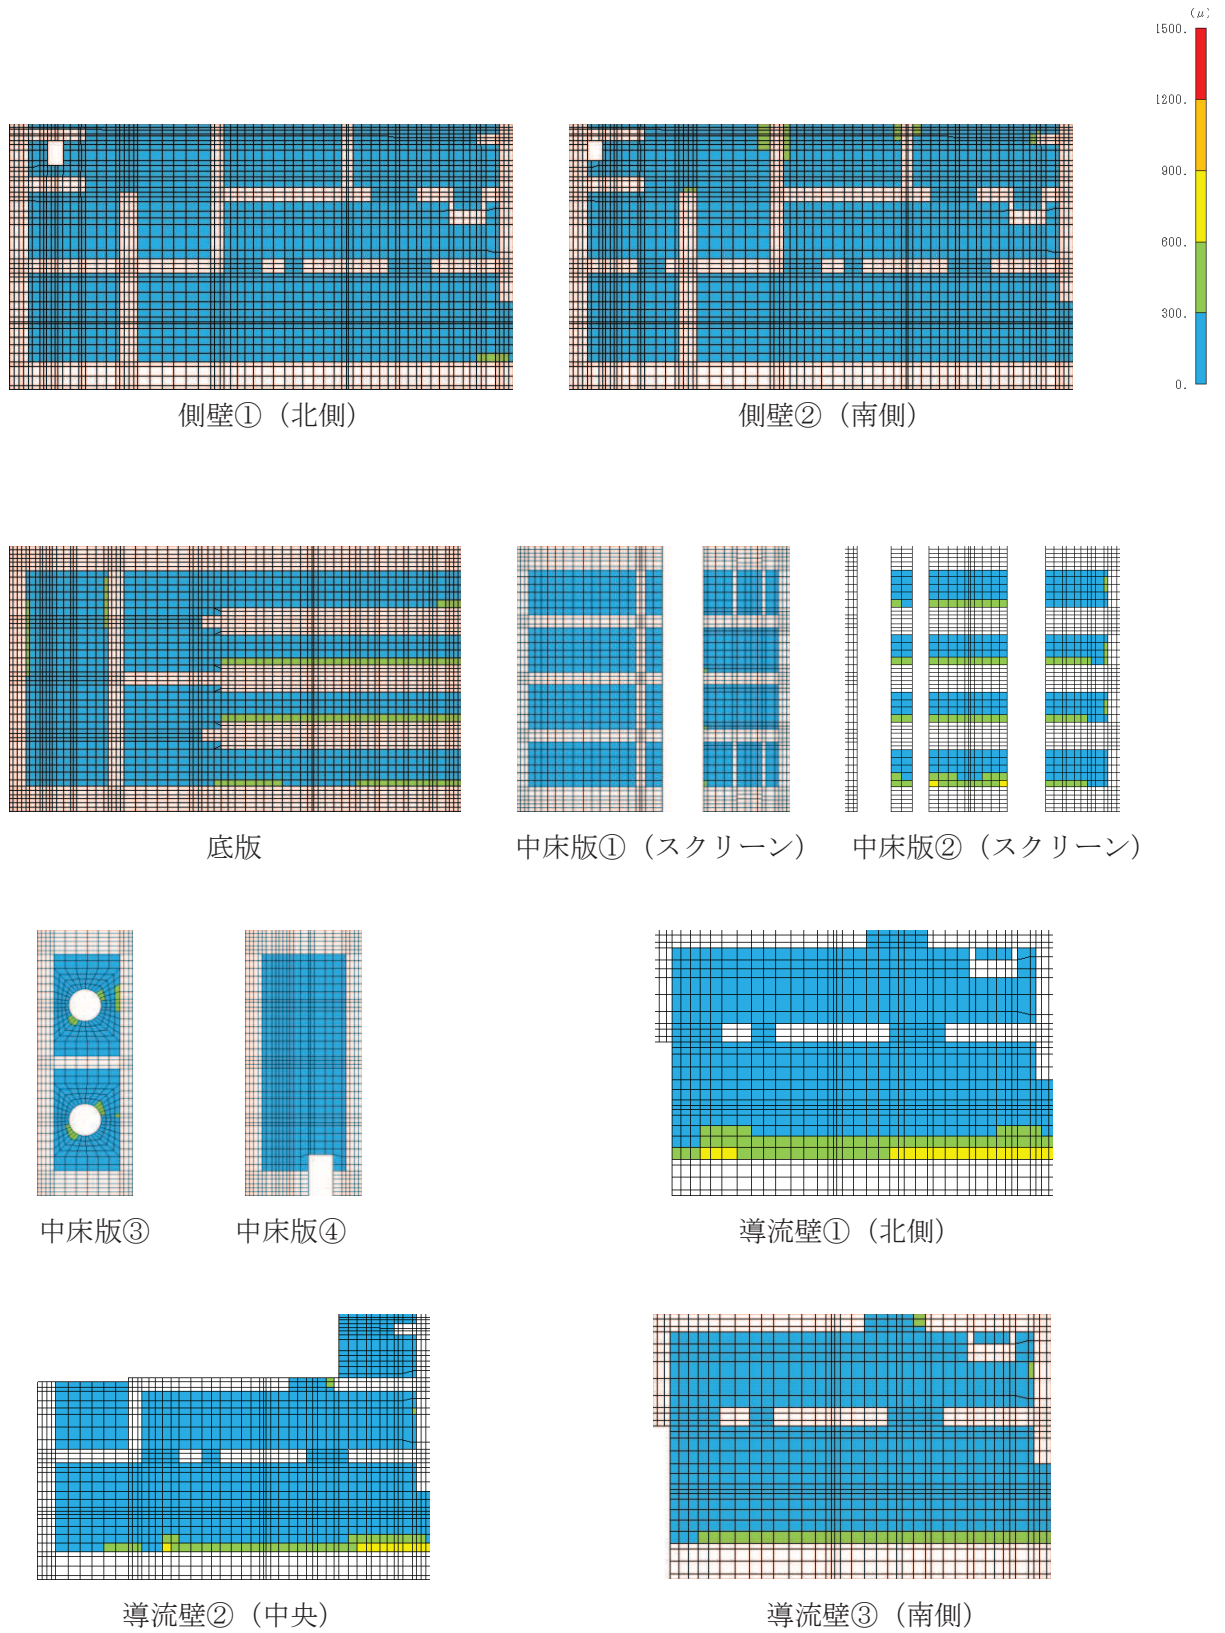 (μ)
1500.
1200.
900.
600.
300.
0.
側壁①（北側）
側壁②（南側）
底版
中床版①（スクリーン）
中床版②（スクリーン）
中床版③
中床版④
導流壁①（北側）
導流壁②（中央）
導流壁③（南側）